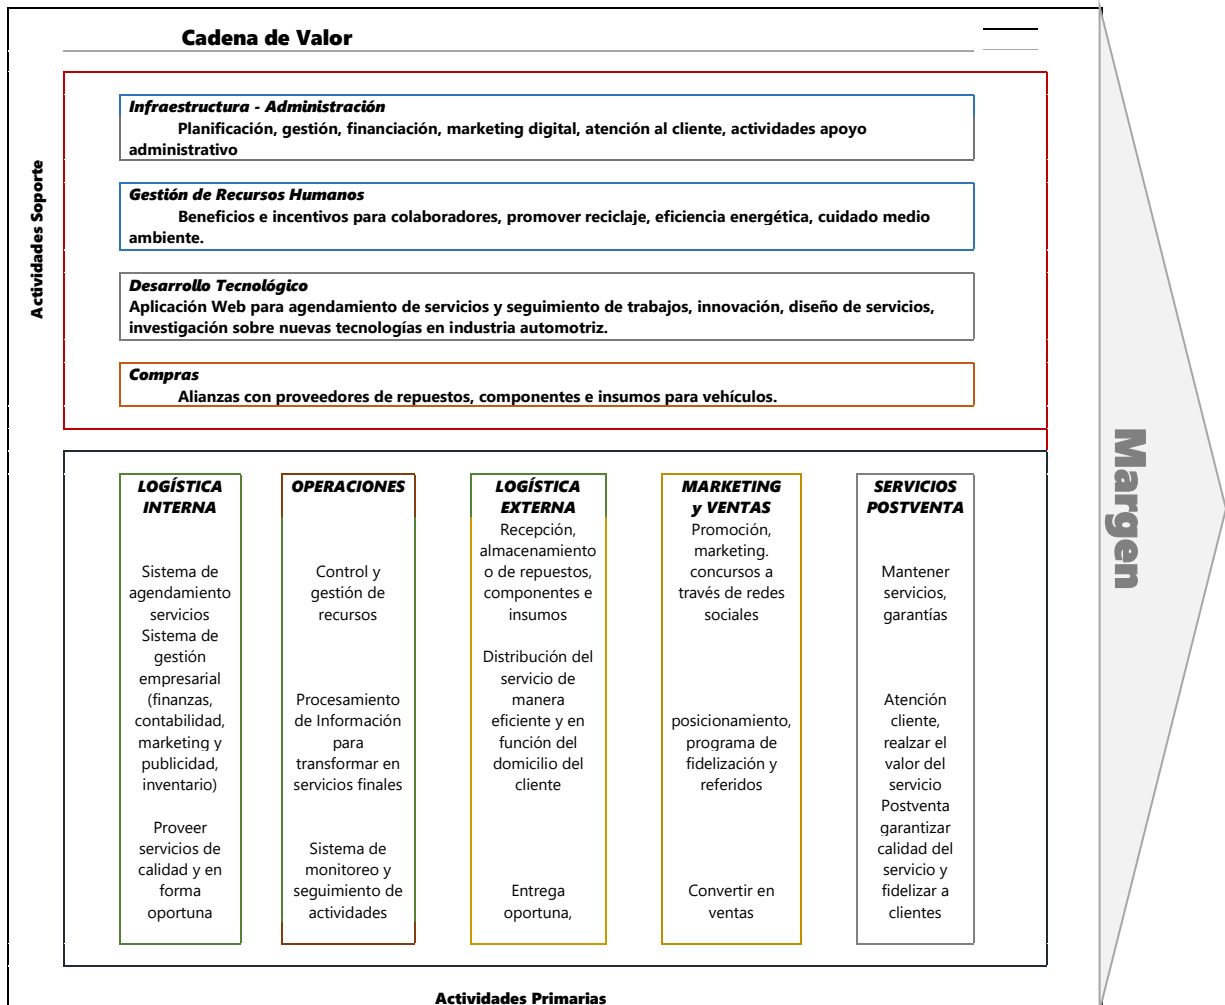 Cadena de Valor
Actividades Soporte
Infraestructura - Administración
Planificación, gestión, financiación, marketing digital, atención al cliente, actividades apoyo
administrativo
Gestión de Recursos Humanos
Beneficios e incentivos para colaboradores, promover reciclaje, eficiencia energética, cuidado medio
ambiente.
Desarrollo Tecnológico
Aplicación Web para agendamiento de servicios y seguimiento de trabajos, innovación, diseño de servicios,
investigación sobre nuevas tecnologías en industria automotriz.
Compras
Alianzas con proveedores de repuestos, componentes e insumos para vehículos.
LOGÍSTICA
INTERNA
Sistema de
agendamiento
servicios
Sistema de
gestión
empresarial
(finanzas,
contabilidad,
marketing y
publicidad,
inventario)
Proveer
servicios de
calidad y en
forma
oportuna
OPERACIONES
Control y
gestión de
recursos
Procesamiento
de Información
para
transformar en
servicios finales
Sistema de
monitoreo y
seguimiento de
actividades
LOGÍSTICA
EXTERNA
Recepción,
almacenamiento
o de repuestos,
componentes e
insumos
Distribución del
servicio de
manera
eficiente y en
función del
domicilio del
cliente
Entrega
oportuna,
MARKETING
y VENTAS
Promoción,
marketing.
concursos a
través de redes
sociales
posicionamiento,
programa de
fidelización y
referidos
Convertir en
ventas
SERVICIOS
POSTVENTA
Mantener
servicios,
garantías
Atención
cliente,
realzar el
valor del
servicio
Postventa
garantizar
calidad del
servicio y
fidelizar a
clientes
Margen
Actividades Primarias